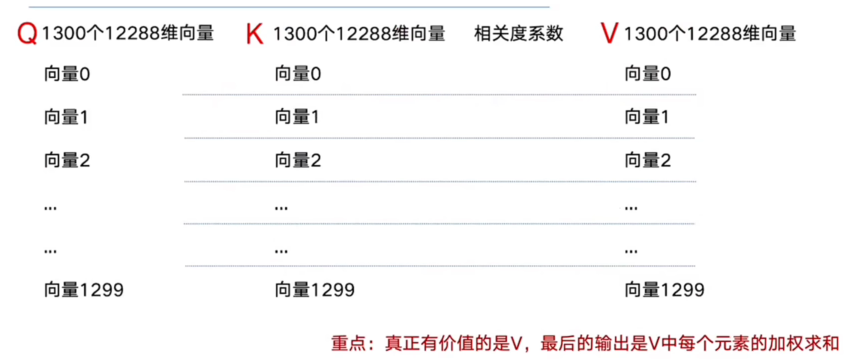 Q 1300个12288维向量 K 1300个12288维向量 相关度系数 V 1300个12288维向量
向量0 向量0 向量0
向量1 向量1 向量1
向量2 向量2 向量2
... ... ...
... ... ...
向量1299 向量1299 向量1299
重点：真正有价值的是V，最后的输出是V中每个元素的加权求和